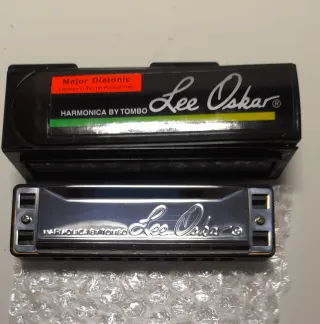 Major Diatonic
HARMONICA BY TOMBO Lee Oskar®
HARMONICA BY TOMBO Lee Oskar